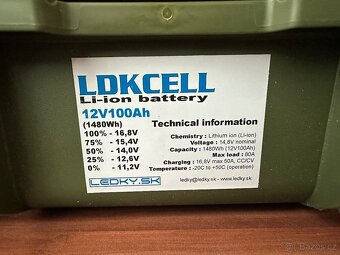 LDKCELL
Li-ion battery
12V100Ah
(1480Wh)
100% - 16,8V
75% - 15,4V
50% - 14,0V
25% - 12,6V
0% - 11,2V
LEDKY.SK
Technical information
Chemistry : Lithium ion (Li-ion)
Voltage : 14,8V nominal
Capacity : 1480Wh (12V100Ah)
Max load : 80A
Charging : 16,8V max 50A, CC/CV
Temperature : -20C to +50C (operation)
ledky@ledky.sk - www.ledky.sk